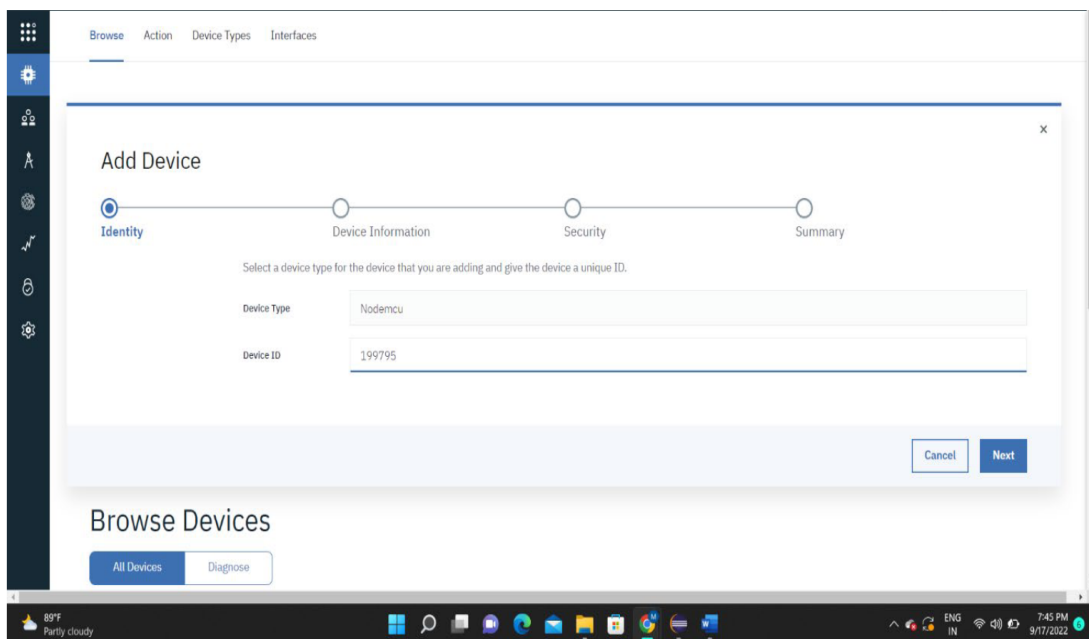 Browse Action Device Types Interfaces
x
Add Device
Identity Device Information Security Summary
Select a device type for the device that you are adding and give the device a unique ID.
Device Type Nodemcu
Device ID 199795
Cancel Next
Browse Devices
All Devices Diagnose
89°F
Partly cloudy
ENG
IN
7:45 PM
9/17/2022
6